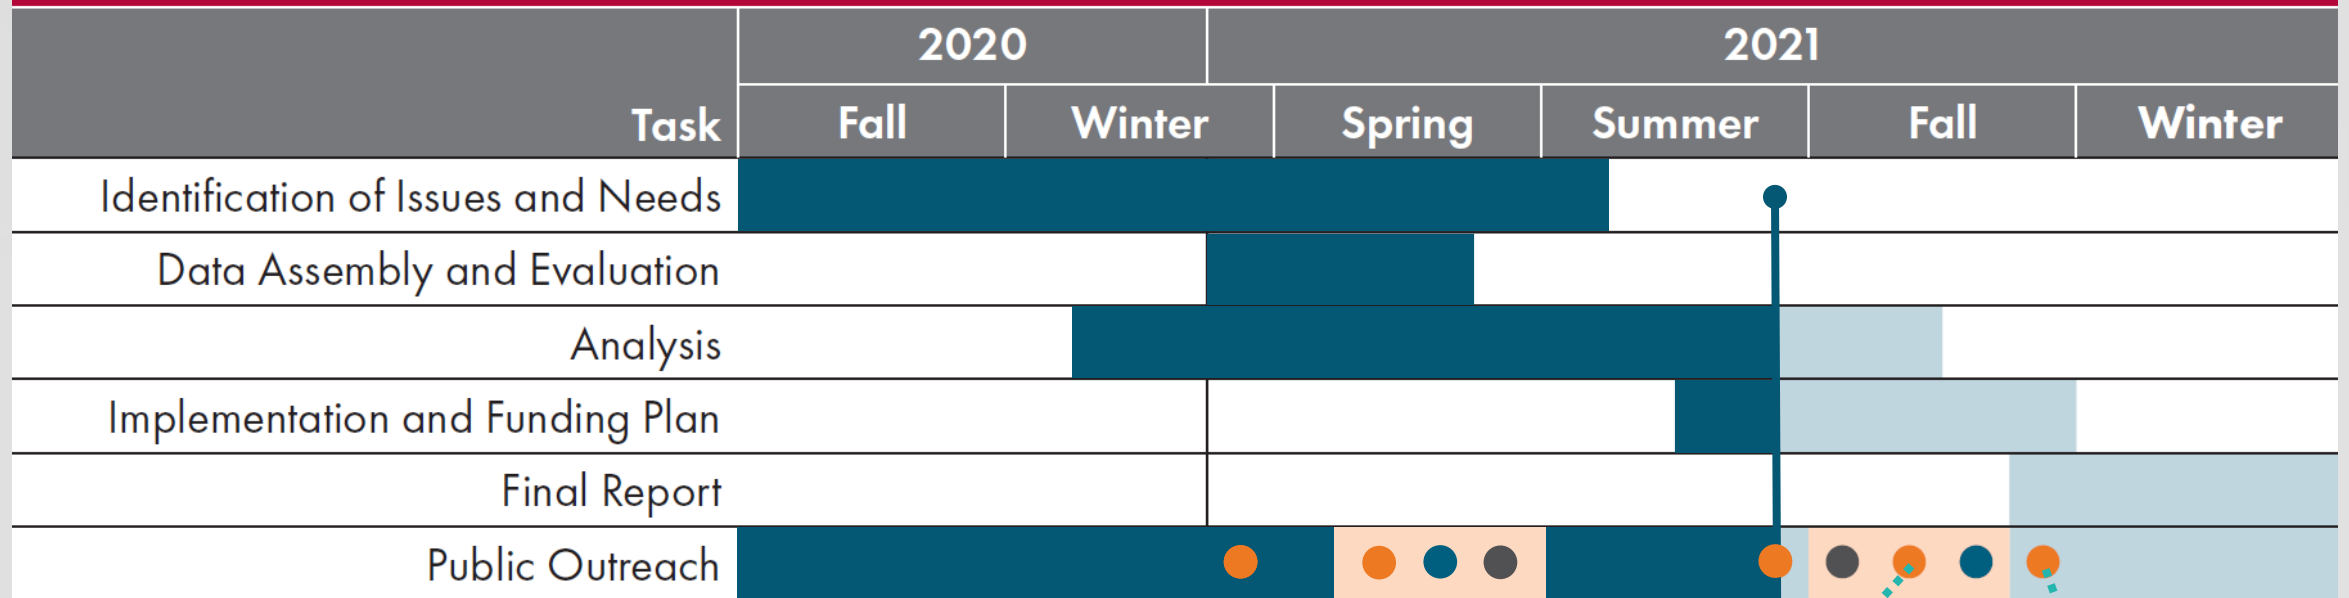 2020 2021
Task Fall Winter Spring Summer Fall Winter
Identification of Issues and Needs
Data Assembly and Evaluation
Analysis
Implementation and Funding Plan
Final Report
Public Outreach